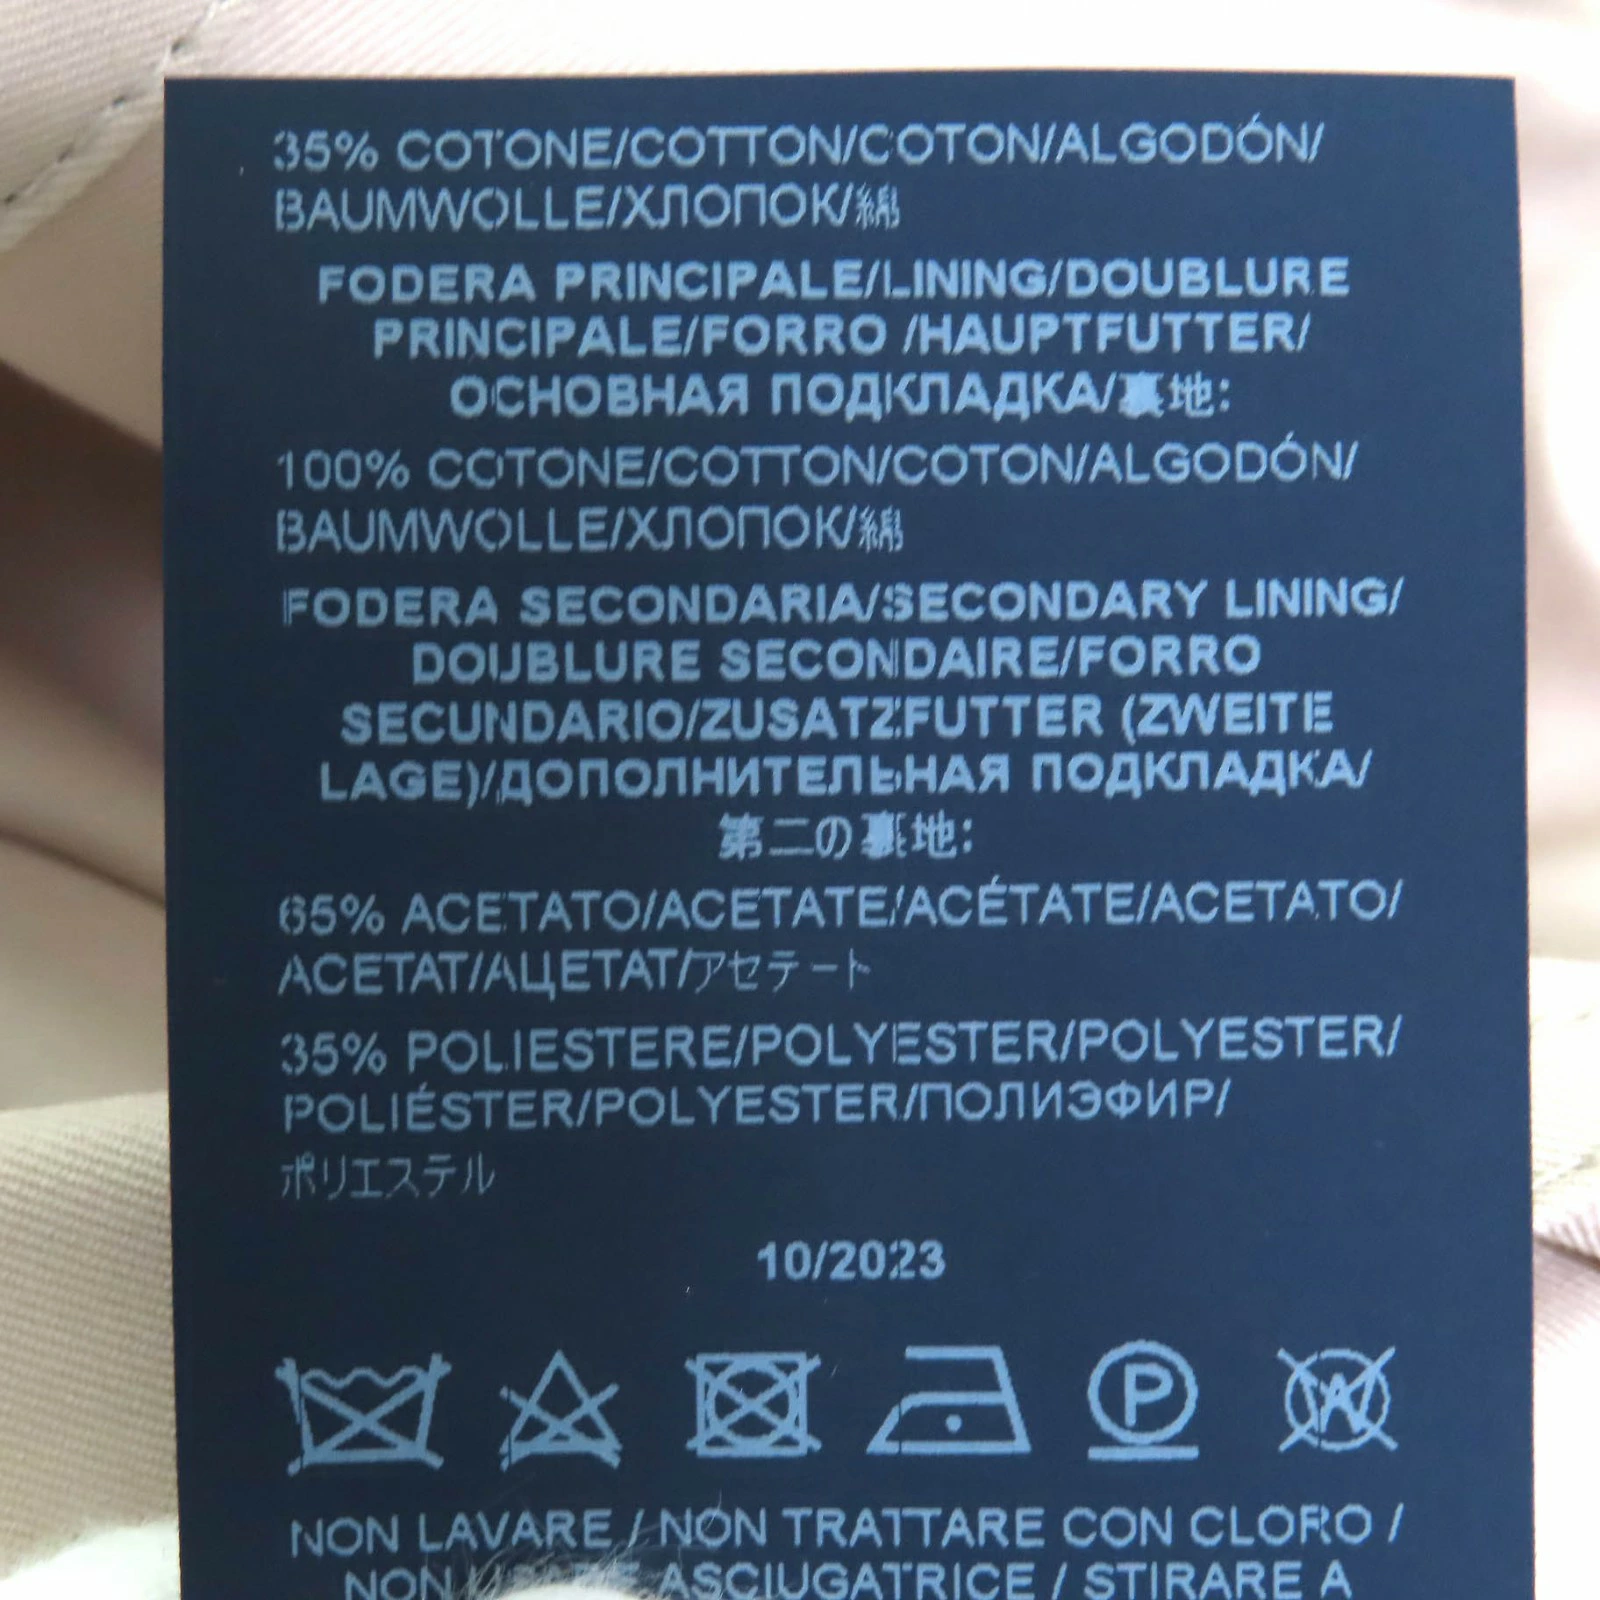 35% COTONE/COTTON/COTON/ALGODÓN/
BAUMWOLLE/ХЛОПОК/綿
FODERA PRINCIPALE/LINING/DOUBLURE
PRINCIPALE/FORRO /HAUPTFUTTER/
ОСНОВНАЯ ПОДКЛАДКА/裏地:
100% COTONE/COTTON/COTON/ALGODÓN/
BAUMWOLLE/ХЛОПОК/綿
FODERA SECONDARIA/SECONDARY LINING/
DOUBLURE SECONDAIRE/FORRO
SECUNDARIO/ZUSATZFUTTER (ZWEITE
LAGE)/ДОПОЛНИТЕЛЬНАЯ ПОДКЛАДКА/
第二の裏地:
65% ACETATO/ACETATE/ACÉTATE/ACETATO/
ACETAT/АЦЕТАТ/アセテート
35% POLIESTERE/POLYESTER/POLYESTER/
POLIÉSTER/POLYESTER/ПОЛИЭФИР/
ポリエステル
10/2023
P W
NON LAVARE / NON TRATTARE CON CLORO /
NON ASCIUGATRICE / STIRARE A